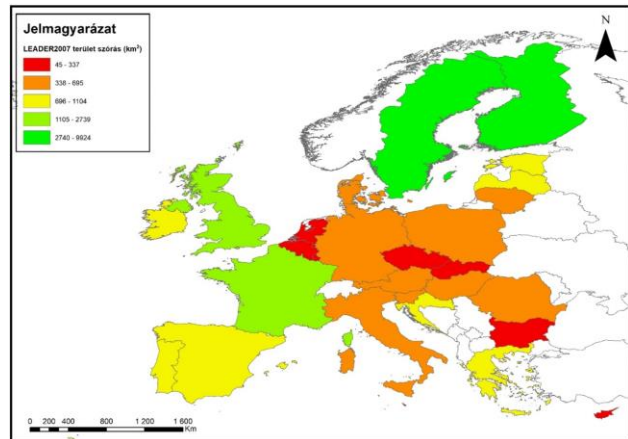 Jelmagyarázat
LEADER2007 terület szórás (km²)
45 - 337
338 - 695
696 - 1104
1105 - 2739
2740 - 9924
N
0 200 400 800 1 200 1 600
Km